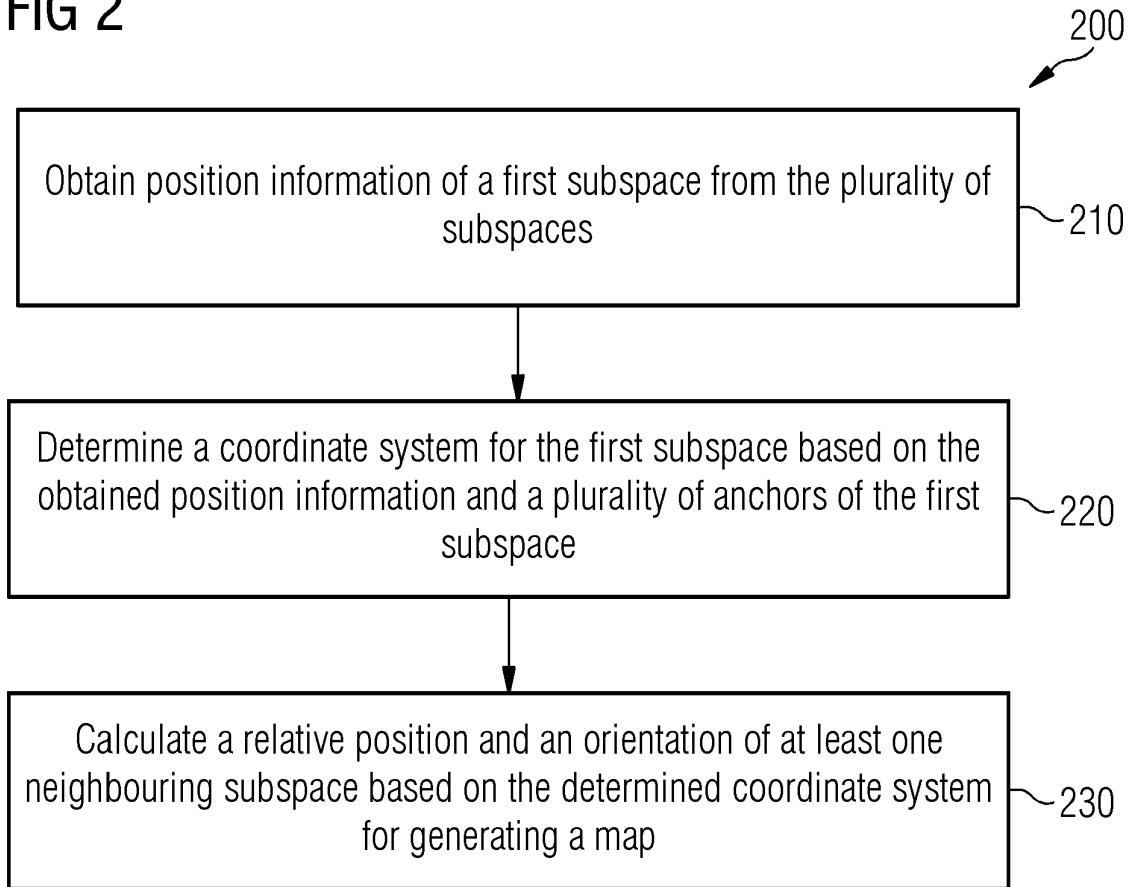 FIG 2
200
Obtain position information of a first subspace from the plurality of
subspaces
210
Determine a coordinate system for the first subspace based on the
obtained position information and a plurality of anchors of the first
subspace
220
Calculate a relative position and an orientation of at least one
neighbouring subspace based on the determined coordinate system
for generating a map
230